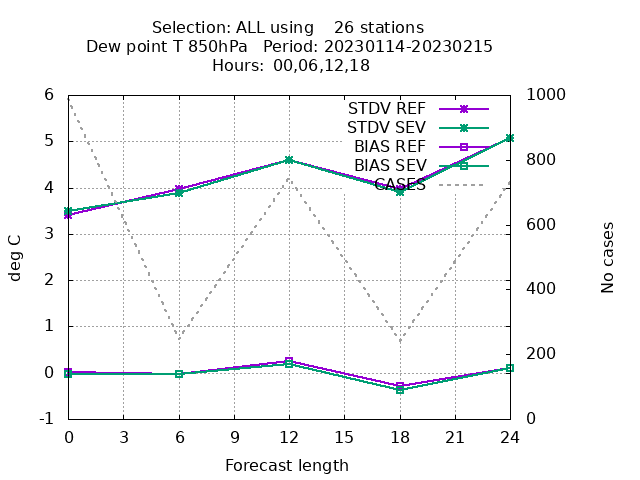 Selection: ALL using    26 stations
Dew point T 850hPa   Period: 20230114-20230215
Hours:  00,06,12,18
6 1000
STDV REF
STDV SEV
5
BIAS REF
800
BIAS SEV
4
CASES
3 600
2 400
1
0 200
-1 0
deg C
No cases
0 3 6 9 12 15 18 21 24
Forecast length